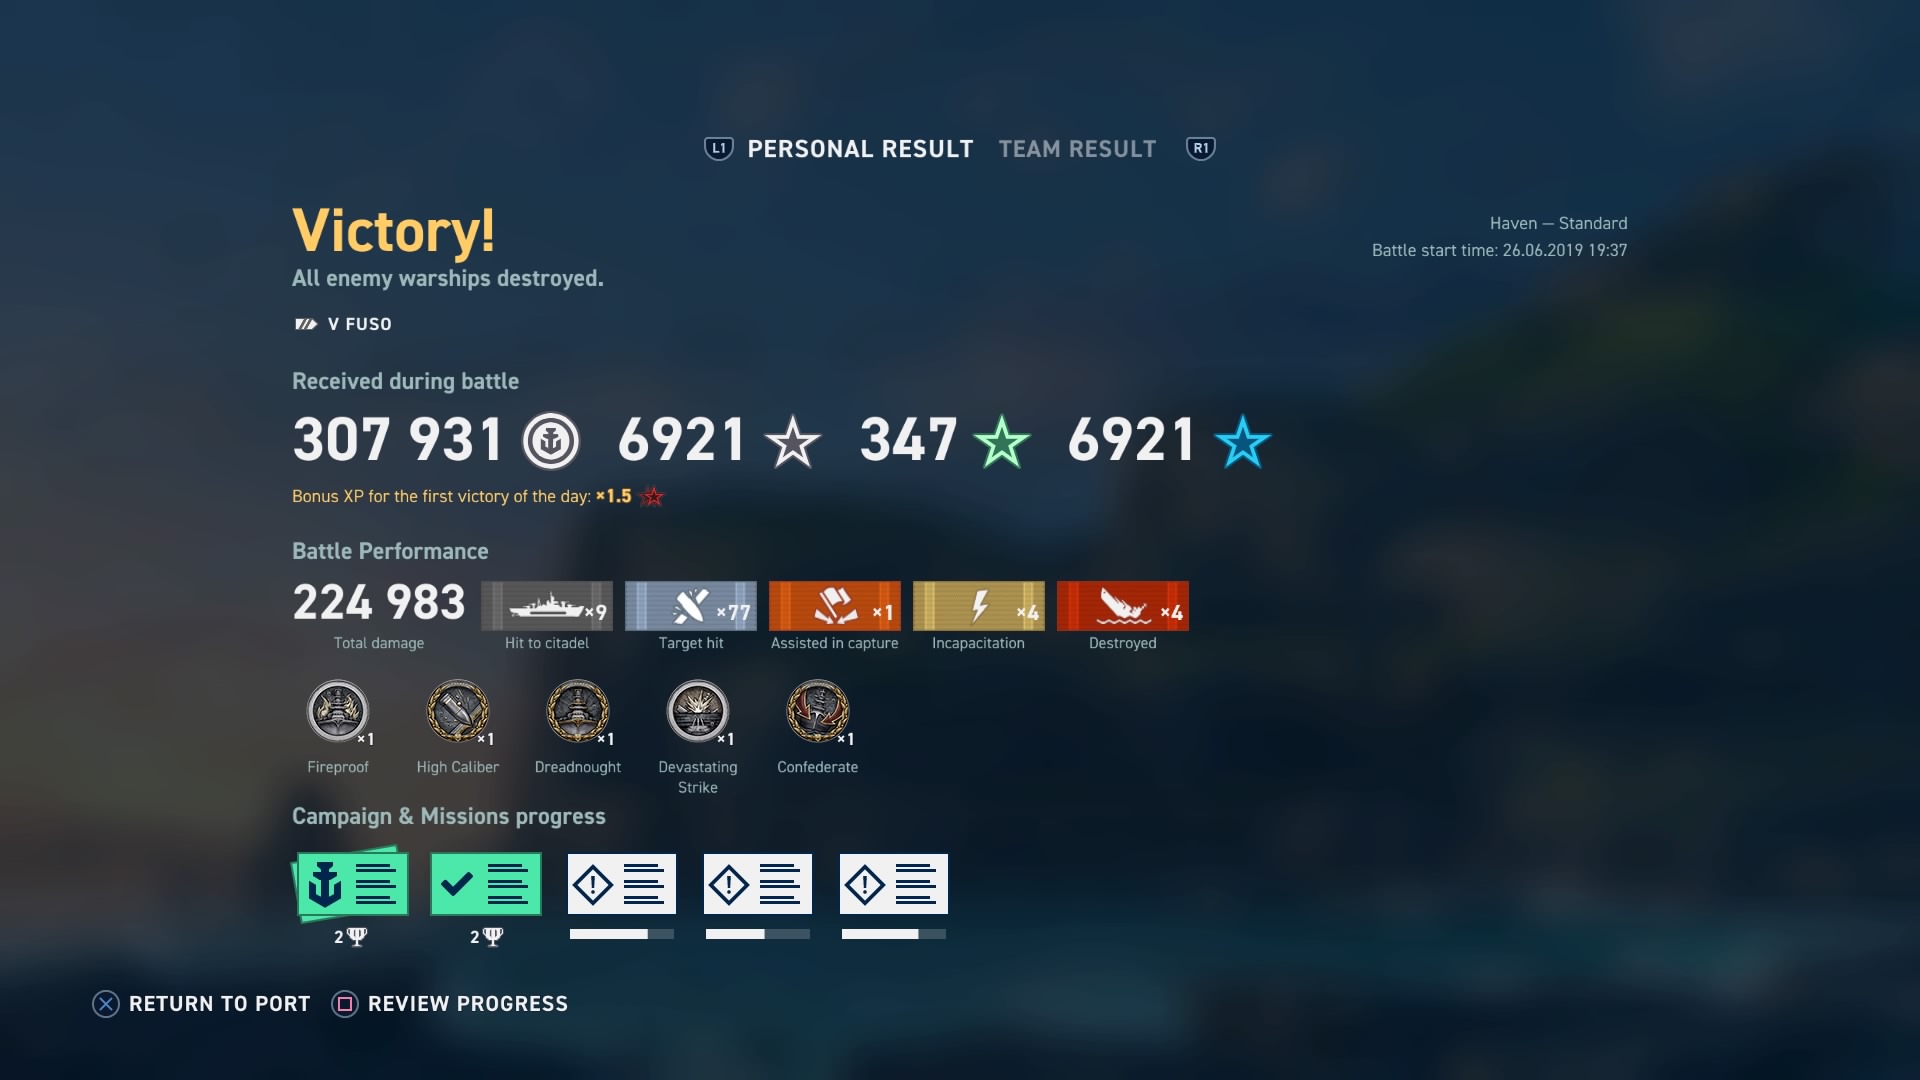 L1 PERSONAL RESULT TEAM RESULT R1
Victory!
Haven — Standard
All enemy warships destroyed.
Battle start time: 26.06.2019 19:37
V FUSO
Received during battle
307 931 6921 347 6921
Bonus XP for the first victory of the day: ×1.5
Battle Performance
224 983 ×9 ×77 ×1 ×4 ×4
Total damage Hit to citadel Target hit Assisted in capture Incapacitation Destroyed
×1 ×1 ×1 ×1 ×1
Fireproof High Caliber Dreadnought Devastating Confederate
Strike
Campaign & Missions progress
! ! !
2 2
RETURN TO PORT REVIEW PROGRESS